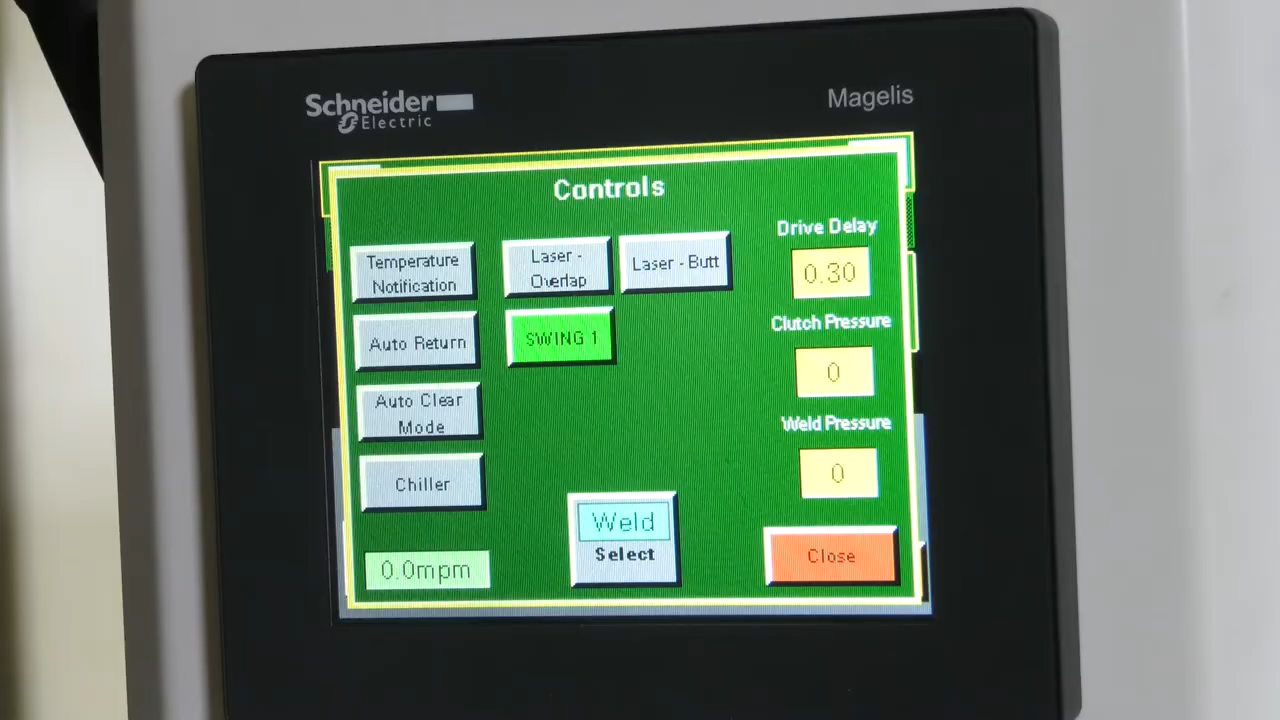 Schneider
Electric
Magelis
Controls
Temperature
Notification
Laser -
Overlap
Laser - Butt
Drive Delay
0.30
Auto Return
SWING 1
Clutch Pressure
0
Auto Clear
Mode
Weld Pressure
0
Chiller
Weld
Select
Close
0.0mpm